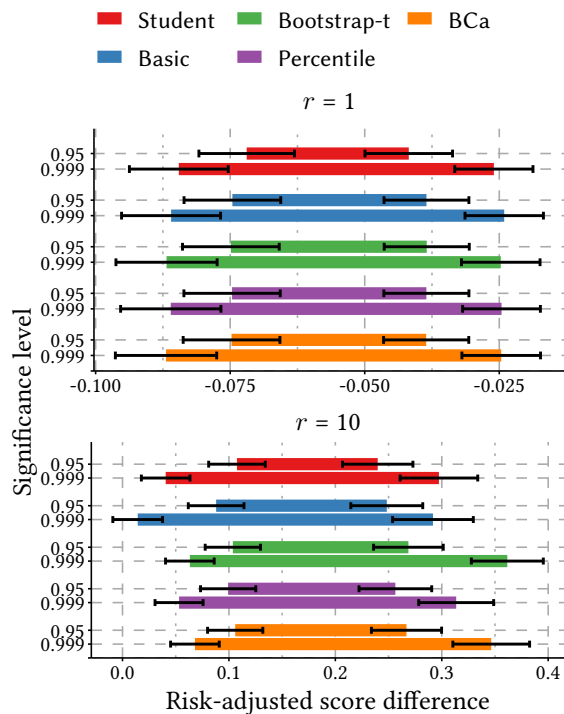 Student Bootstrap-t BCa
Basic Percentile
r = 1
0.95
0.999
0.95
0.999
0.95
0.999
0.95
0.999
0.95
0.999
-0.100 -0.075 -0.050 -0.025
Significance level
r = 10
0.95
0.999
0.95
0.999
0.95
0.999
0.95
0.999
0.95
0.999
0.0 0.1 0.2 0.3 0.4
Risk-adjusted score difference